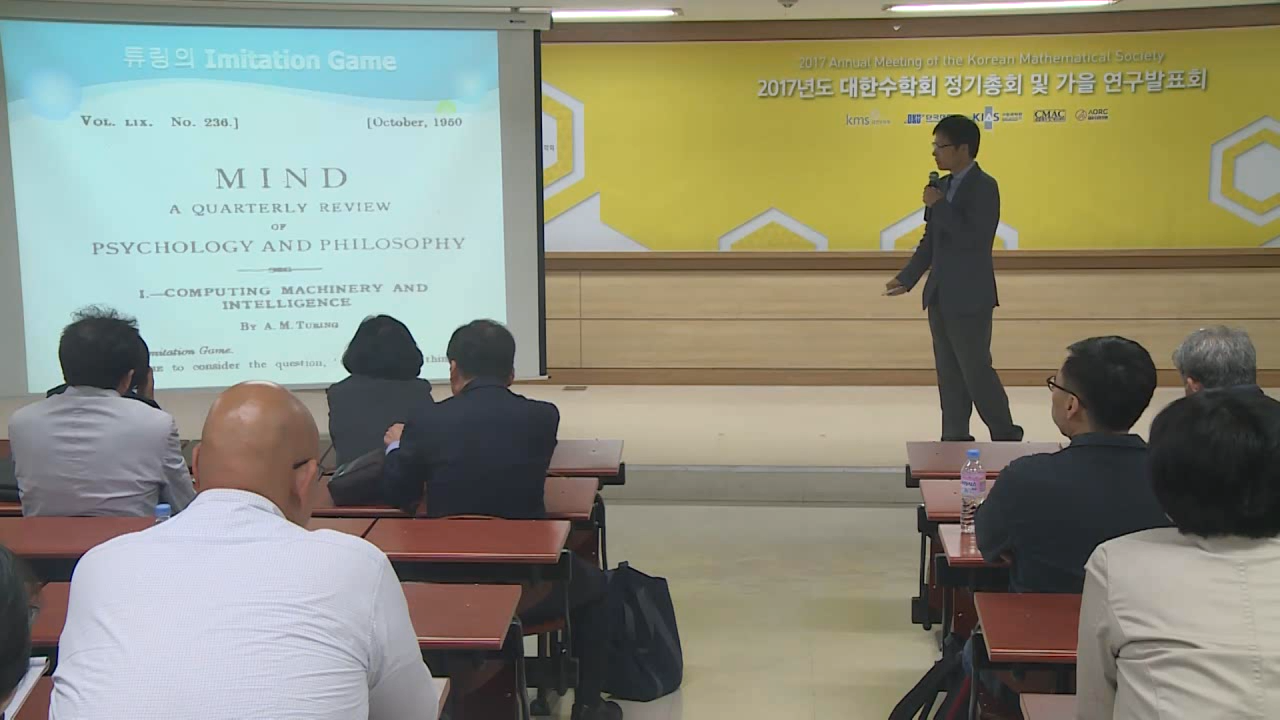 튜링의 Imitation Game
VOL. LIX. No. 236.] [October, 1950
MIND
A QUARTERLY REVIEW
OF
PSYCHOLOGY AND PHILOSOPHY
I.—COMPUTING MACHINERY AND
INTELLIGENCE
BY A. M. TURING
mitation Game.
to consider the question,
2017 Annual Meeting of the Korean Mathematical Society
2017년도 대한수학회 정기총회 및 가을 연구발표회
kms KIAS CMAC AORC